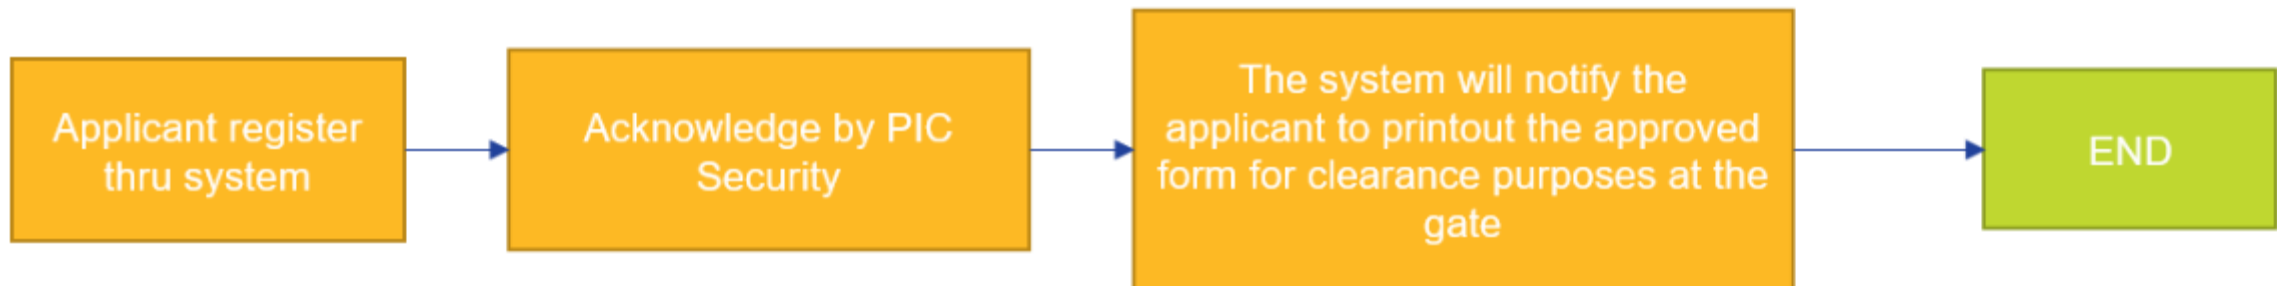 Applicant register
thru system
Acknowledge by PIC
Security
The system will notify the
applicant to printout the approved
form for clearance purposes at the
gate
END